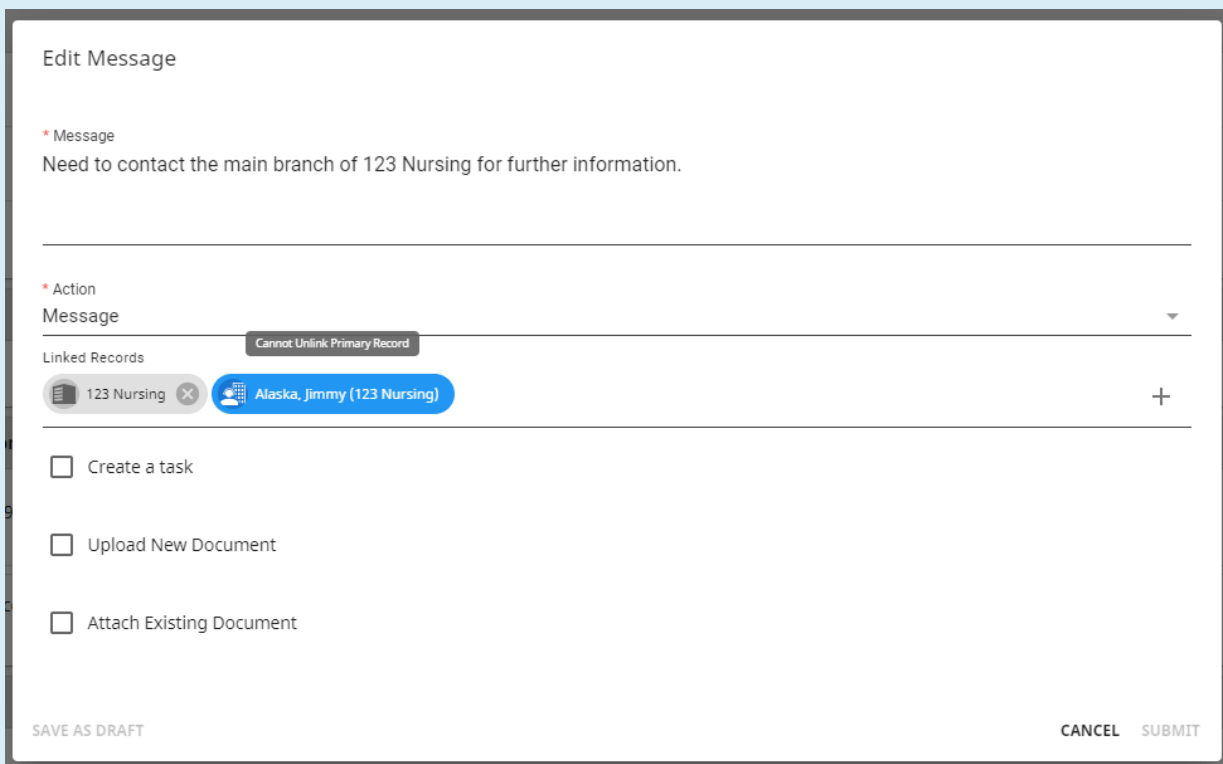 Edit Message
* Message
Need to contact the main branch of 123 Nursing for further information.
* Action
Message
Cannot Unlink Primary Record
Linked Records
123 Nursing
Alaska, Jimmy (123 Nursing)
Create a task
Upload New Document
Attach Existing Document
SAVE AS DRAFT
CANCEL
SUBMIT